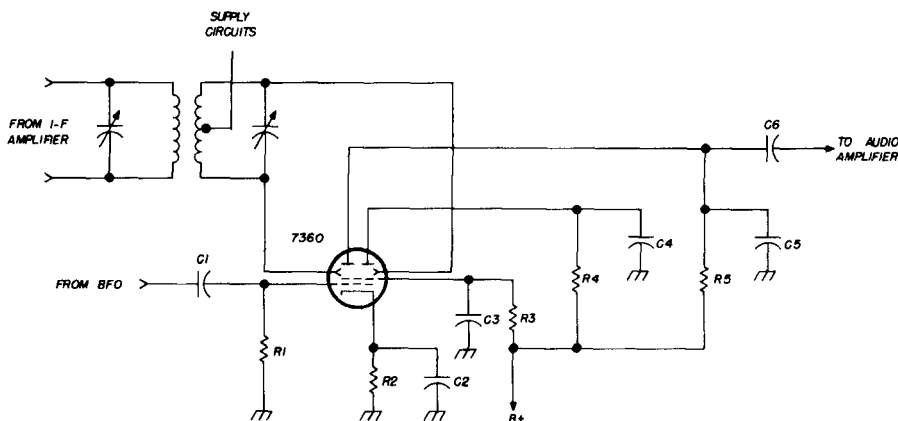 SUPPLY
CIRCUITS
FROM I-F
AMPLIFIER
C6
TO AUDIO
AMPLIFIER
7360
C4
C5
R4
R5
C1
FROM BFO
C3
R3
R1
R2
C2
B+